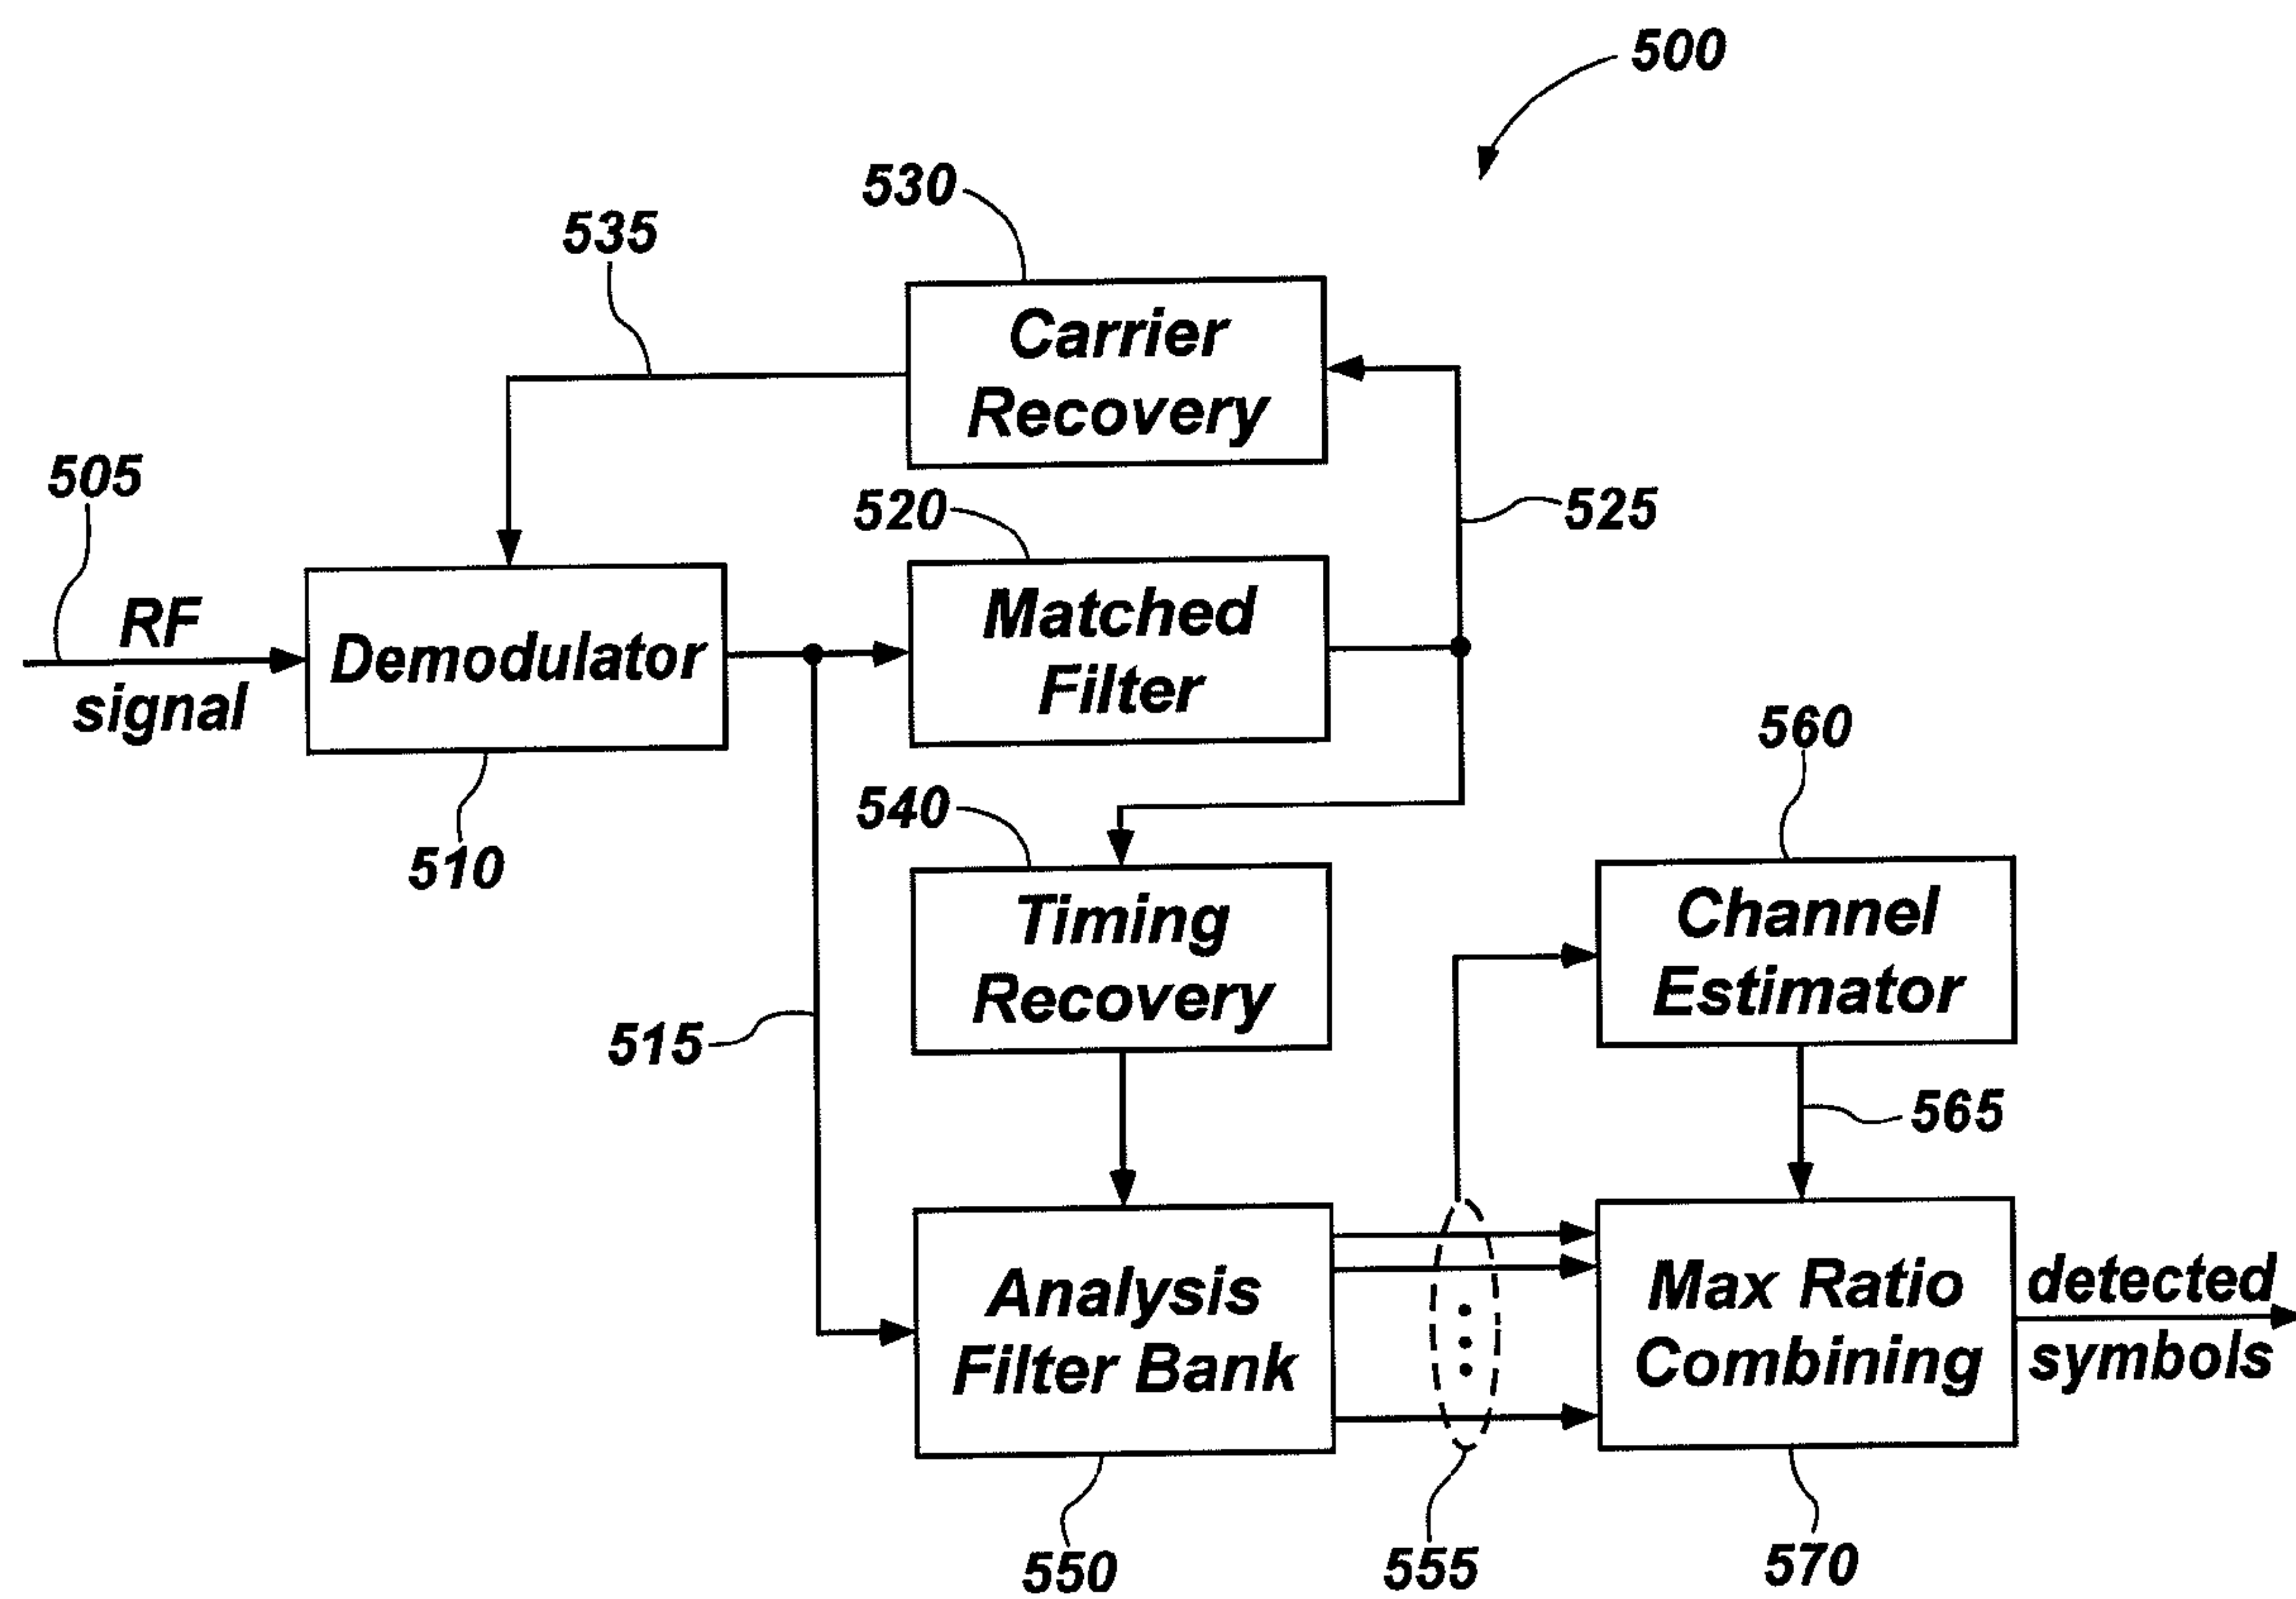 500
530
535
Carrier
Recovery
505
520
525
RF
signal
Demodulator
Matched
Filter
560
540
510
Timing
Recovery
Channel
Estimator
515
565
Analysis
Filter Bank
Max Ratio
Combining
detected
symbols
550
555
570